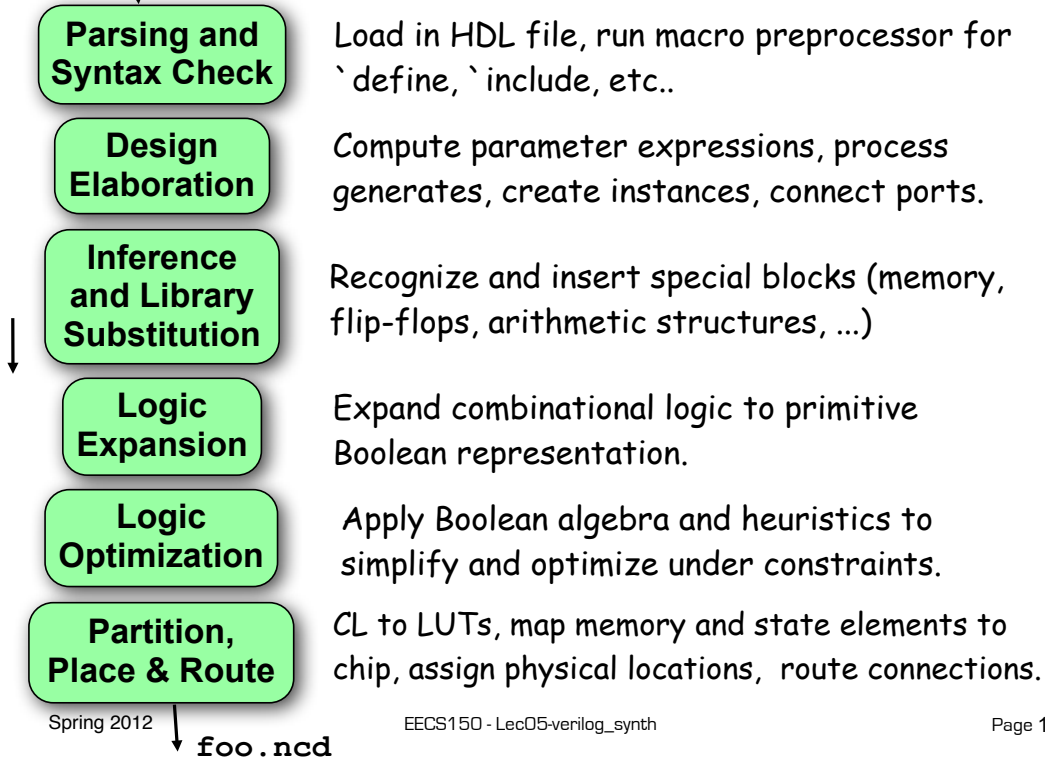 Parsing and
Syntax Check
Load in HDL file, run macro preprocessor for
`define, `include, etc..
Design
Elaboration
Compute parameter expressions, process
generates, create instances, connect ports.
Inference
and Library
Substitution
Recognize and insert special blocks (memory,
flip-flops, arithmetic structures, ...)
Logic
Expansion
Expand combinational logic to primitive
Boolean representation.
Logic
Optimization
Apply Boolean algebra and heuristics to
simplify and optimize under constraints.
Partition,
Place & Route
CL to LUTs, map memory and state elements to
chip, assign physical locations, route connections.
Spring 2012
EECS150 - Lec05-verilog_synth
Page 1
foo.ncd